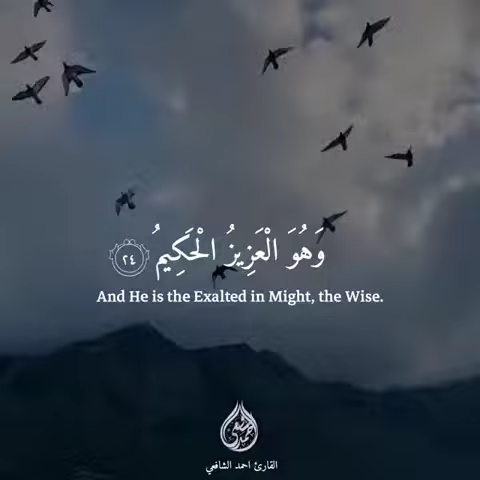 وَهُوَ الْعَزِيزُ الْحَكِيمُ ٢٤
And He is the Exalted in Might, the Wise.
القارئ احمد الشافعي